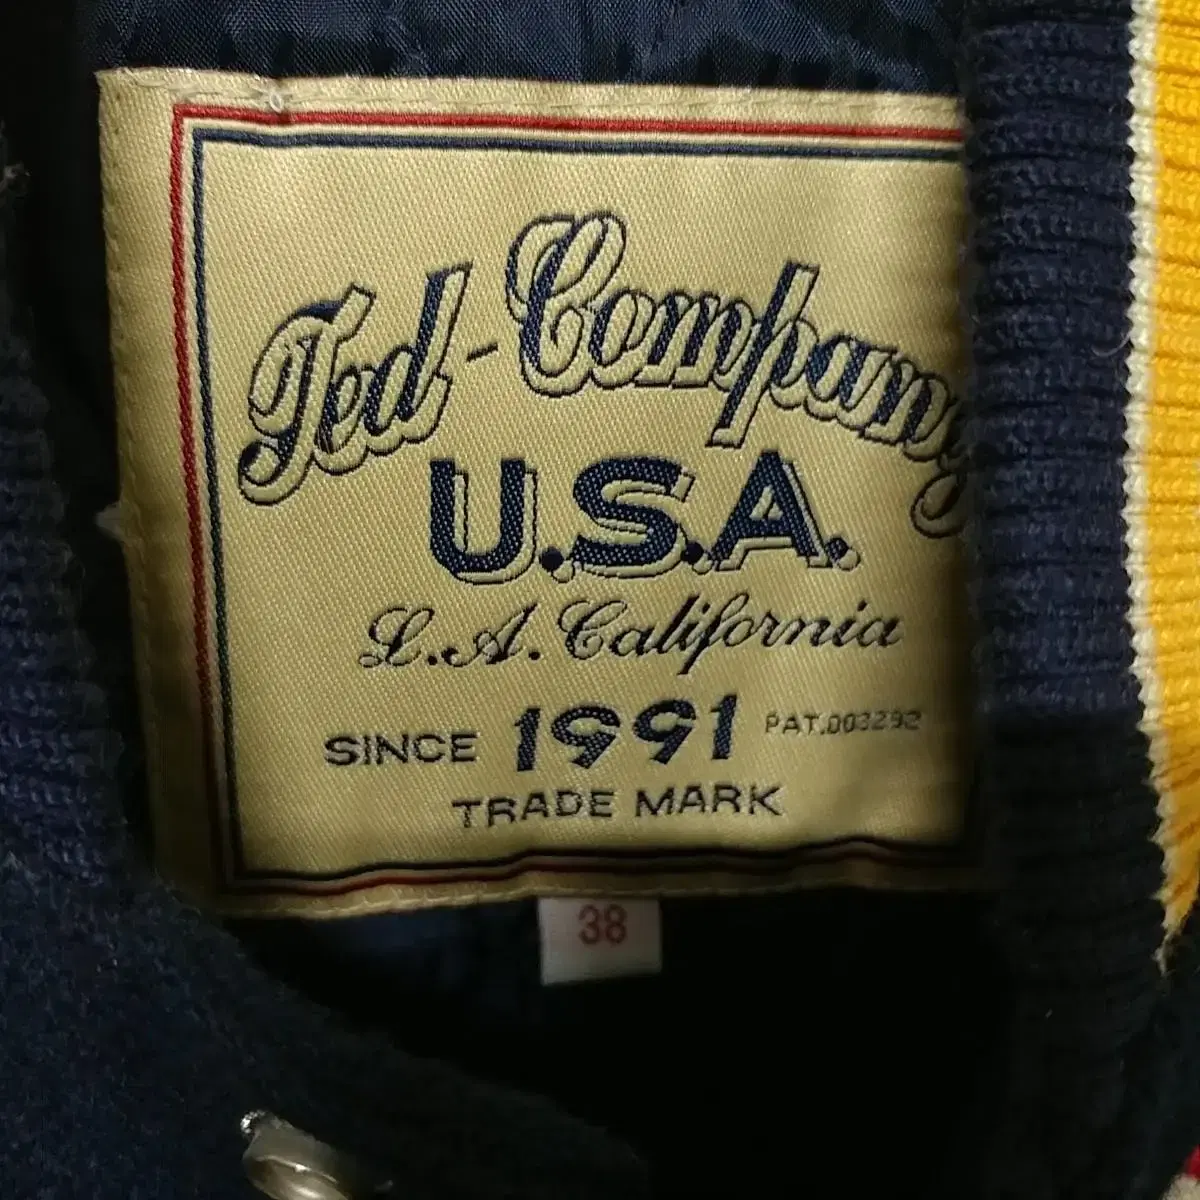 Ted-Company
U.S.A.
L.A. California
SINCE 1991 PAT.003292
TRADE MARK
38